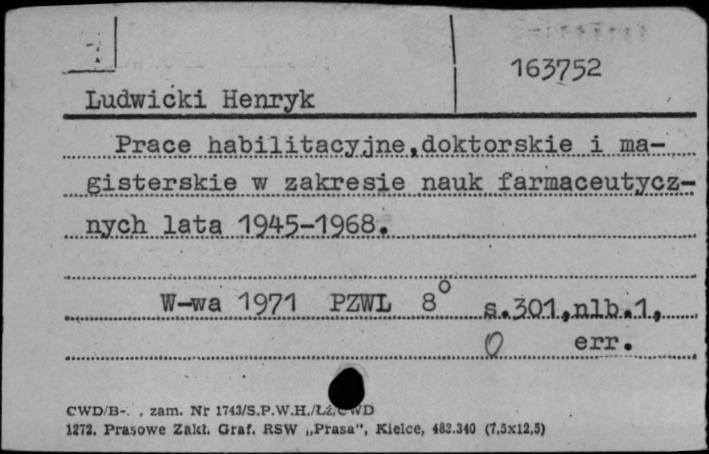 163752
Ludwicki Henryk
Prace habilitacyjne,doktorskie i ma-
gisterskie w zakresie nauk farmaceutycz-
nych lata 1945-1968.
W-wa 1971 PZWL 8° s.301,nlb.1,
err.
CWD/B-. , zam. Nr 1743/S.P.W.H./ŁŻ/CWD
1272. Prasowe Zakł. Graf. RSW „Prasa”, Kielce, 483.340 (7,5x12,5)